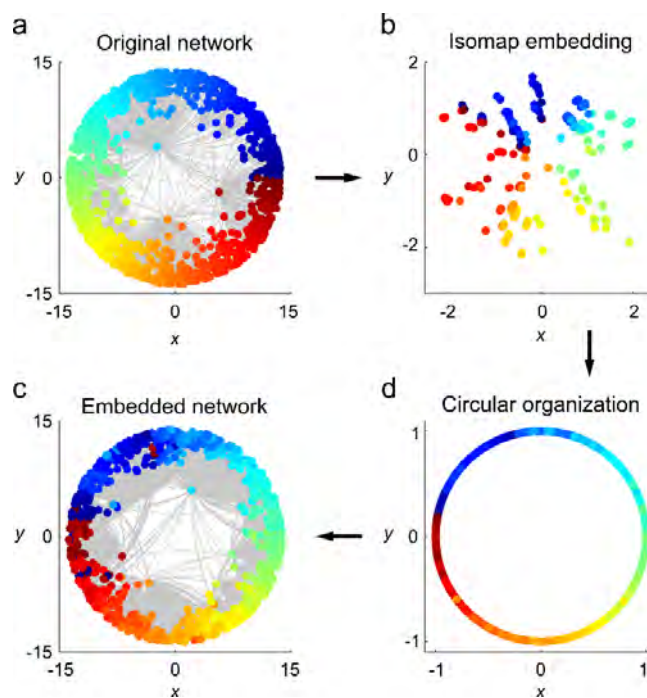 a
Original network
15
y
0
-15
-15
0
15
x
b
Isomap embedding
2
y
0
-2
-2
0
2
x
c
Embedded network
15
y
0
-15
-15
0
15
x
d
Circular organization
1
y
0
-1
-1
0
1
x